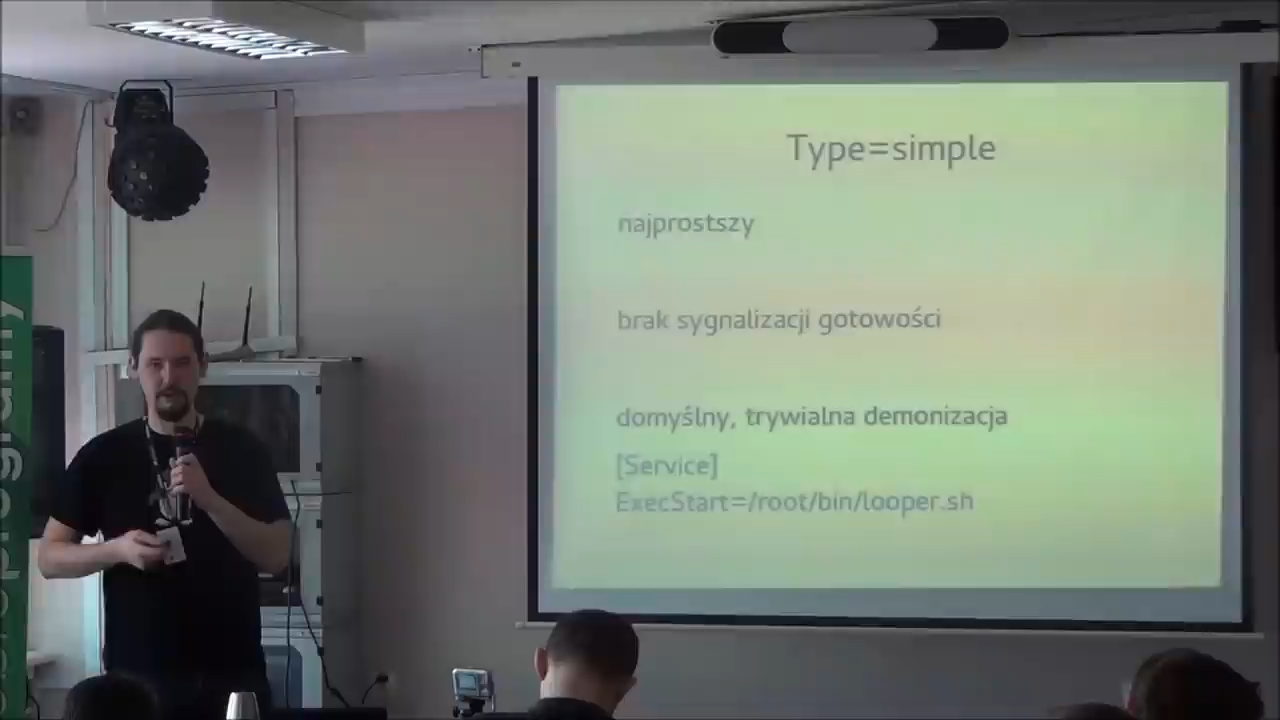 Type=simple
najprostszy
brak sygnalizacji gotowości
domyślny, trywialna demonizacja
[Service]
ExecStart=/root/bin/looper.sh